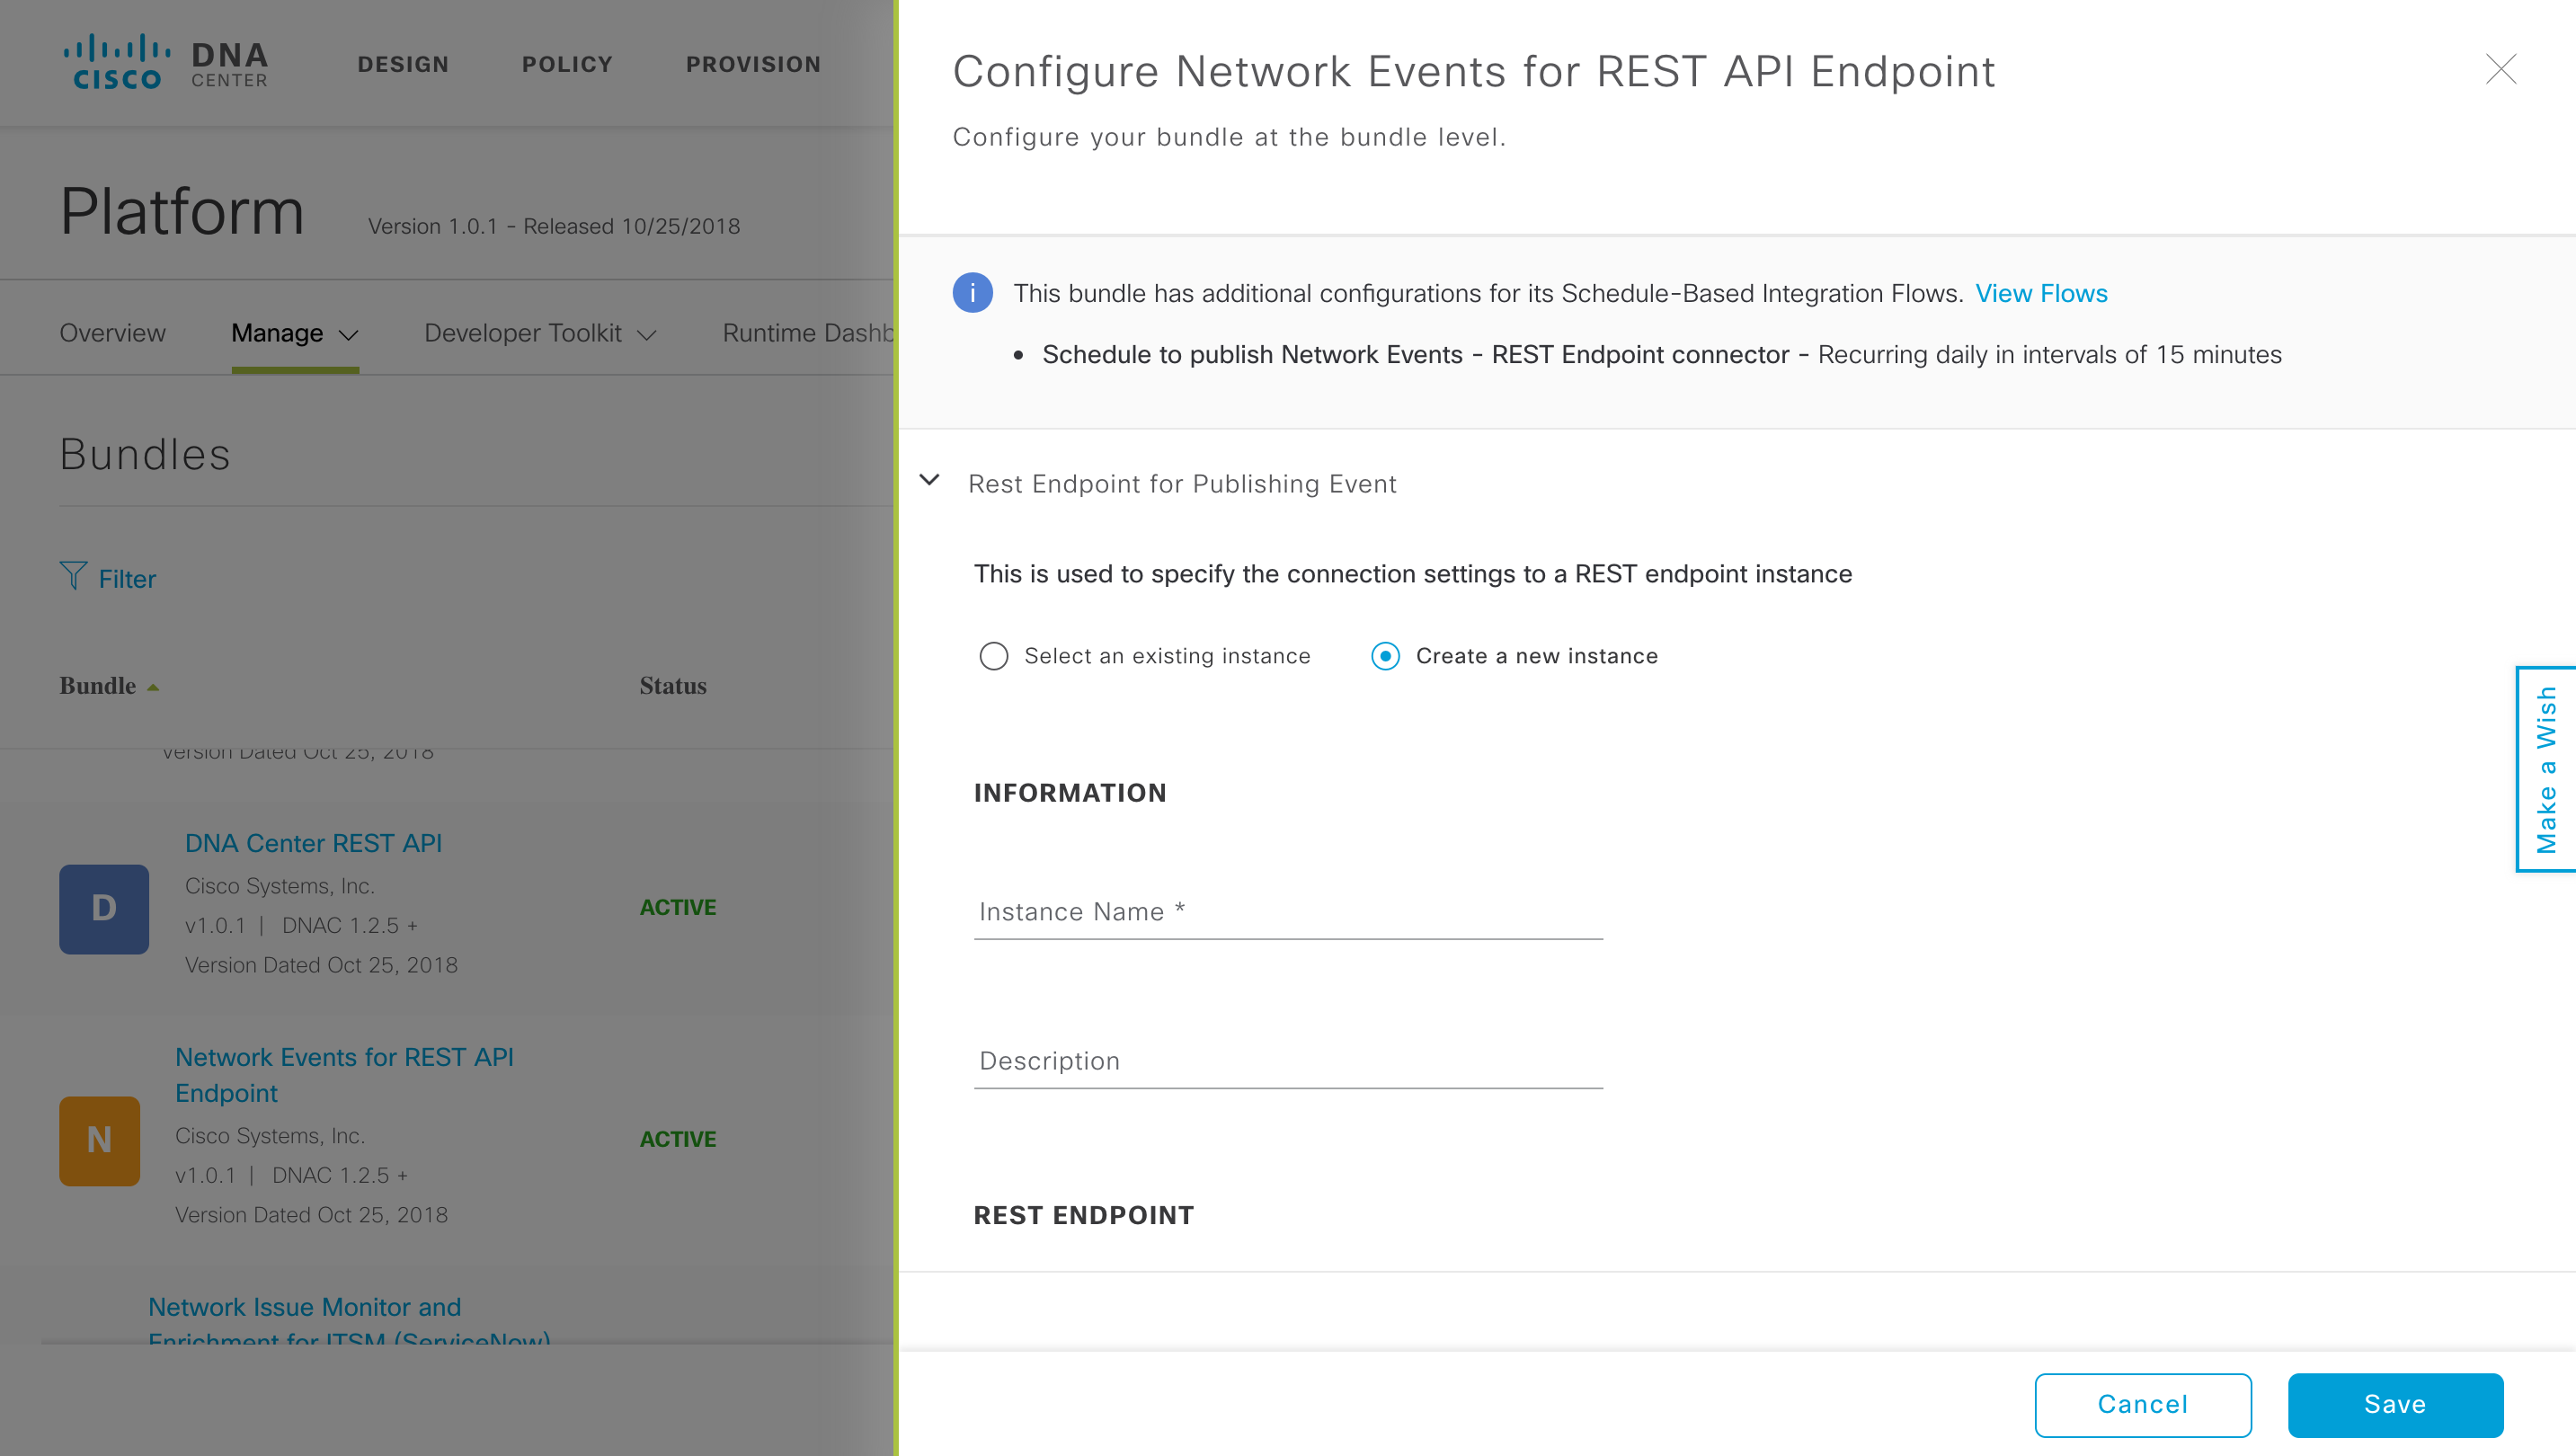 CISCO DNA CENTER
DESIGN POLICY PROVISION
Platform Version 1.0.1 - Released 10/25/2018
Overview Manage Developer Toolkit Runtime Dashb
Bundles
Filter
Bundle Status
Version Dated Oct 25, 2018
D
DNA Center REST API
Cisco Systems, Inc.
v1.0.1 | DNAC 1.2.5 +
Version Dated Oct 25, 2018
ACTIVE
N
Network Events for REST API
Endpoint
Cisco Systems, Inc.
v1.0.1 | DNAC 1.2.5 +
Version Dated Oct 25, 2018
ACTIVE
Network Issue Monitor and
Enrichment for ITSM (ServiceNow)
Configure Network Events for REST API Endpoint
Configure your bundle at the bundle level.
i This bundle has additional configurations for its Schedule-Based Integration Flows. View Flows
• Schedule to publish Network Events - REST Endpoint connector - Recurring daily in intervals of 15 minutes
Rest Endpoint for Publishing Event
This is used to specify the connection settings to a REST endpoint instance
Select an existing instance Create a new instance
INFORMATION
Instance Name *
Description
REST ENDPOINT
Make a Wish
Cancel Save